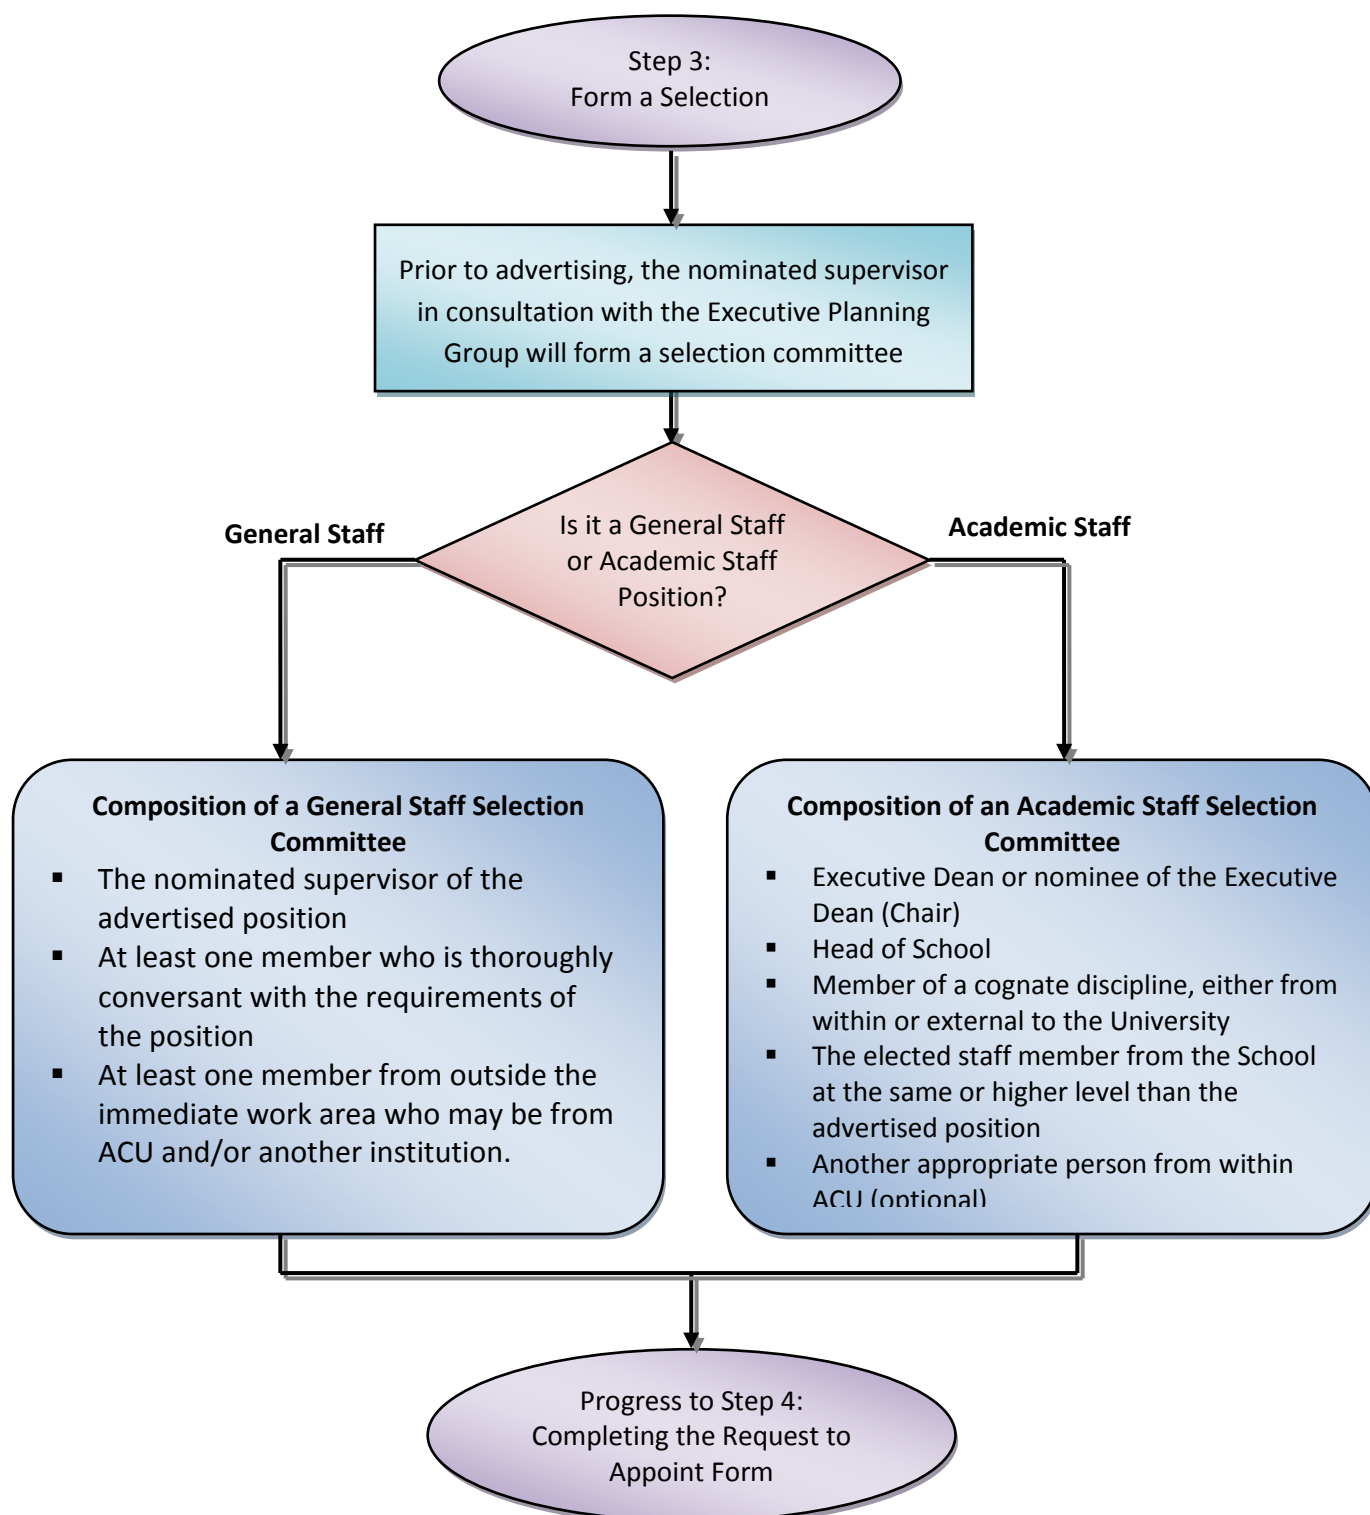 Step 3:
Form a Selection
Prior to advertising, the nominated supervisor
in consultation with the Executive Planning
Group will form a selection committee
Is it a General Staff
or Academic Staff
Position?
General Staff
Academic Staff
Composition of a General Staff Selection
Committee
▪ The nominated supervisor of the
advertised position
▪ At least one member who is thoroughly
conversant with the requirements of
the position
▪ At least one member from outside the
immediate work area who may be from
ACU and/or another institution.
Composition of an Academic Staff Selection
Committee
▪ Executive Dean or nominee of the Executive
Dean (Chair)
▪ Head of School
▪ Member of a cognate discipline, either from
within or external to the University
▪ The elected staff member from the School
at the same or higher level than the
advertised position
▪ Another appropriate person from within
ACU (optional)
Progress to Step 4:
Completing the Request to
Appoint Form